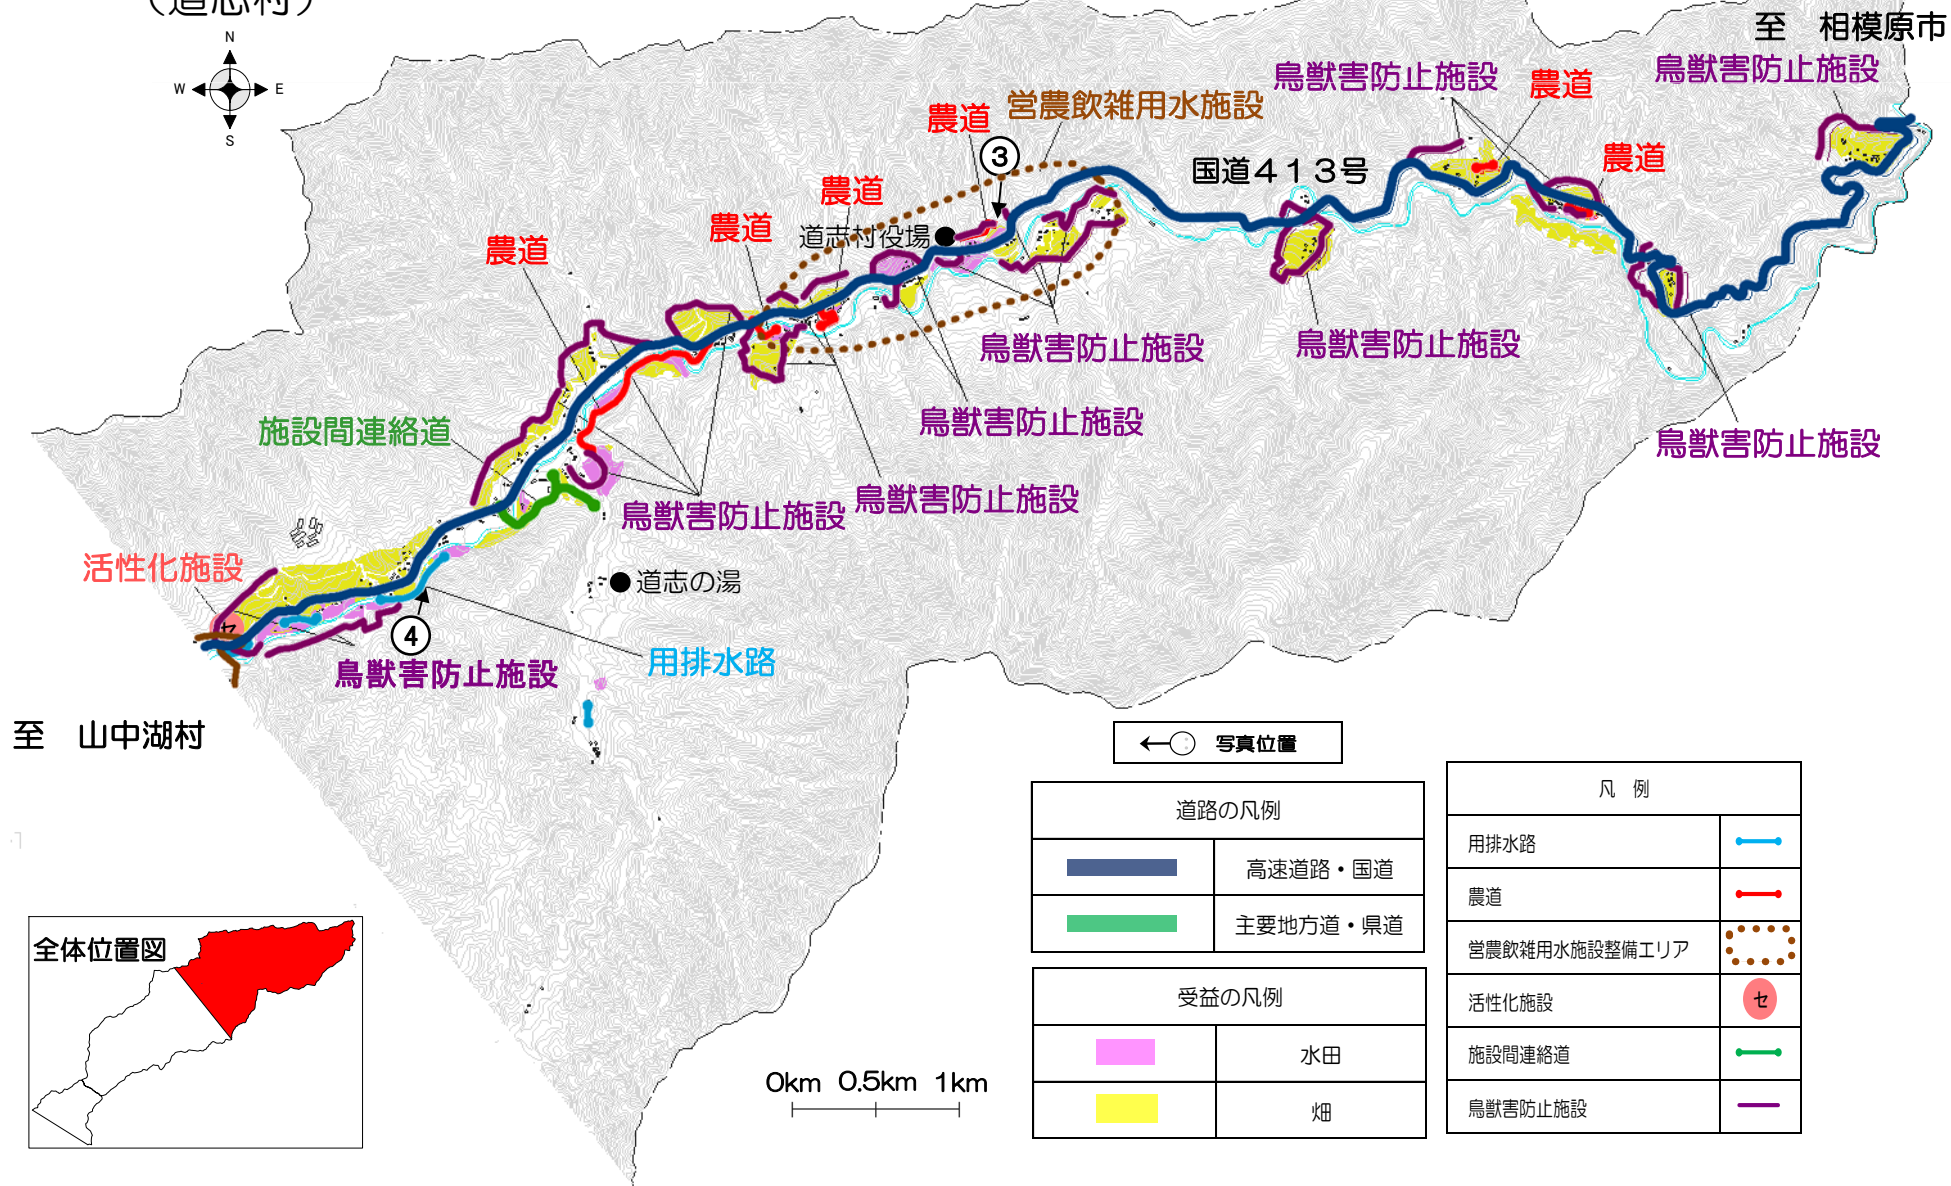 （道志村）
N
W
E
S
至　相模原市
鳥獣害防止施設
鳥獣害防止施設
農道
農道
営農飲雑用水施設
③
国道４１３号
農道
農道
農道
農道
道志村役場
鳥獣害防止施設
鳥獣害防止施設
鳥獣害防止施設
鳥獣害防止施設
施設間連絡道
鳥獣害防止施設
鳥獣害防止施設
活性化施設
道志の湯
セ
④
用排水路
鳥獣害防止施設
至　山中湖村
写真位置
道路の凡例
高速道路・国道
主要地方道・県道
受益の凡例
水田
畑
凡　例
用排水路
農道
営農飲雑用水施設整備エリア
活性化施設
セ
施設間連絡道
鳥獣害防止施設
全体位置図
0km 0.5km 1km